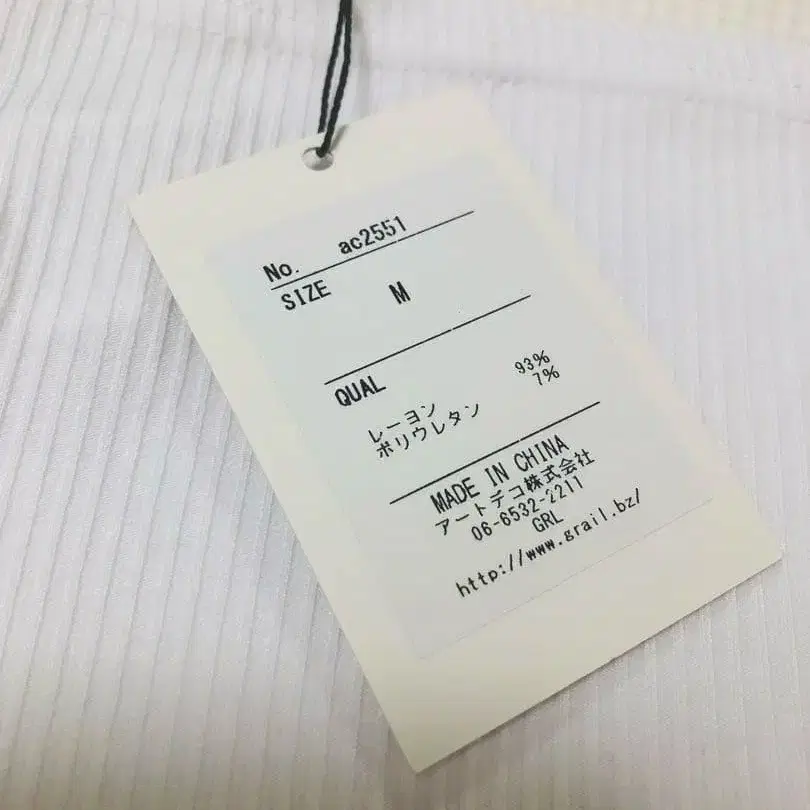 No. ac2551
SIZE M
QUAL
レーヨン 93%
ポリウレタン 7%
MADE IN CHINA
アートデコ株式会社
06-6532-2211
GRL
http://www.grail.bz/